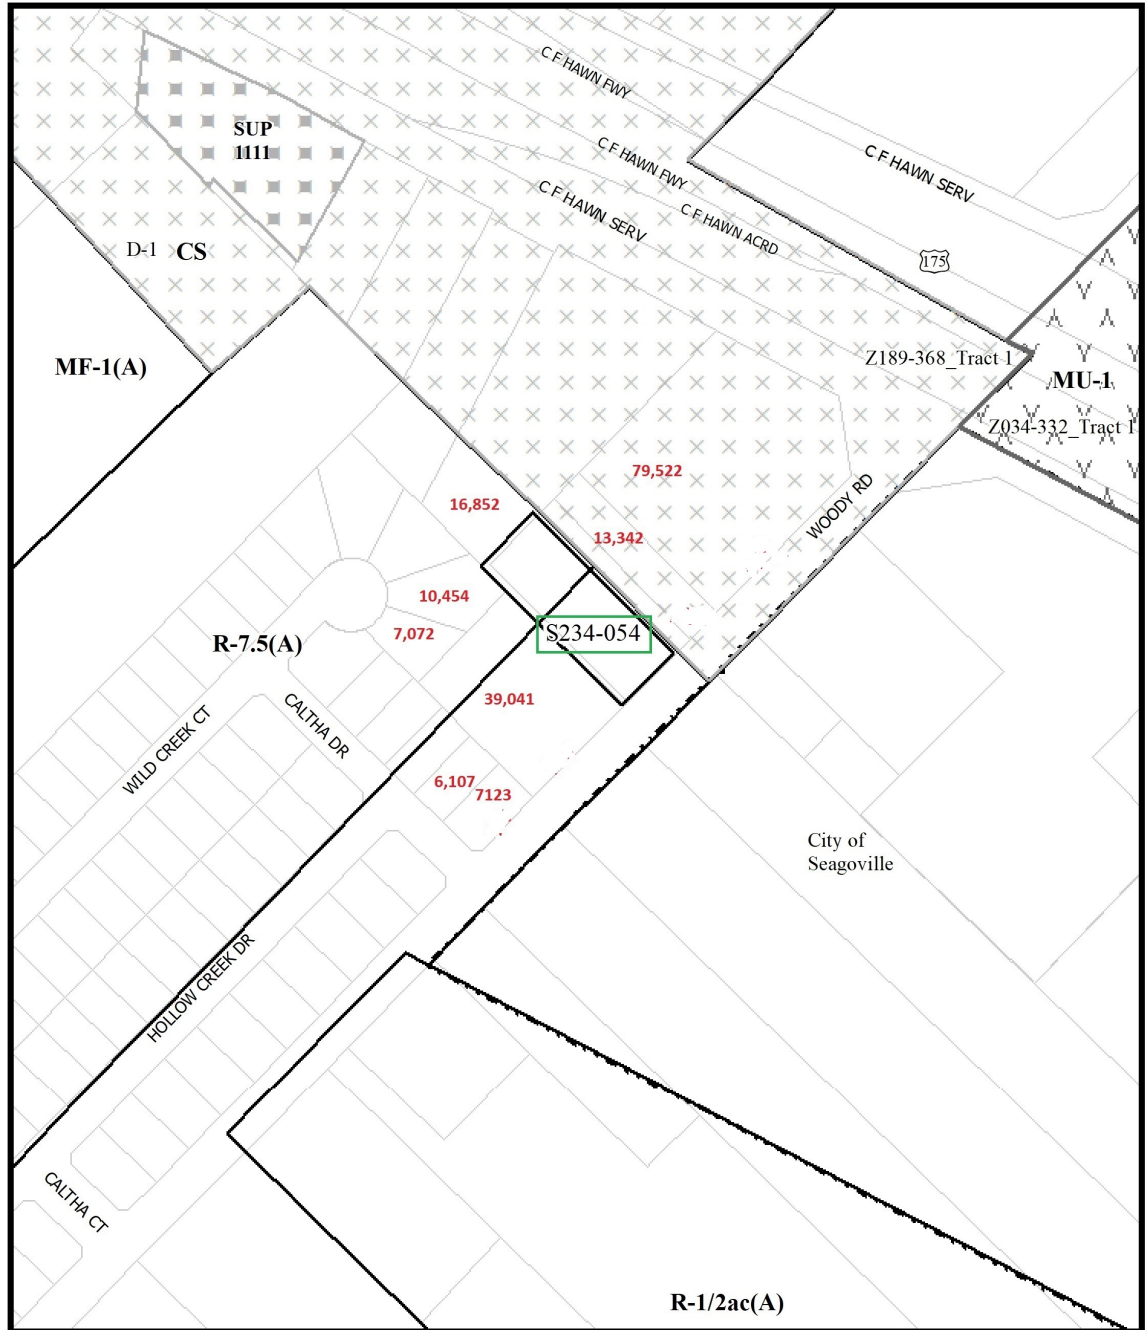 C F HAWN FWY
SUP
1111
C F HAWN FWY
C F HAWN SERV
C F HAWN SERV
C F HAWN ACRD
D-1 CS
175
MF-1(A)
Z189-368_Tract 1
MU-1
Z034-332_Tract 1
79,522
WOODY RD
16,852
13,342
10,454
7,072
S234-054
R-7.5(A)
39,041
CALTHA DR
WILD CREEK CT
6,107
7123
City of
Seagoville
HOLLOW CREEK DR
CALTHA CT
R-1/2ac(A)